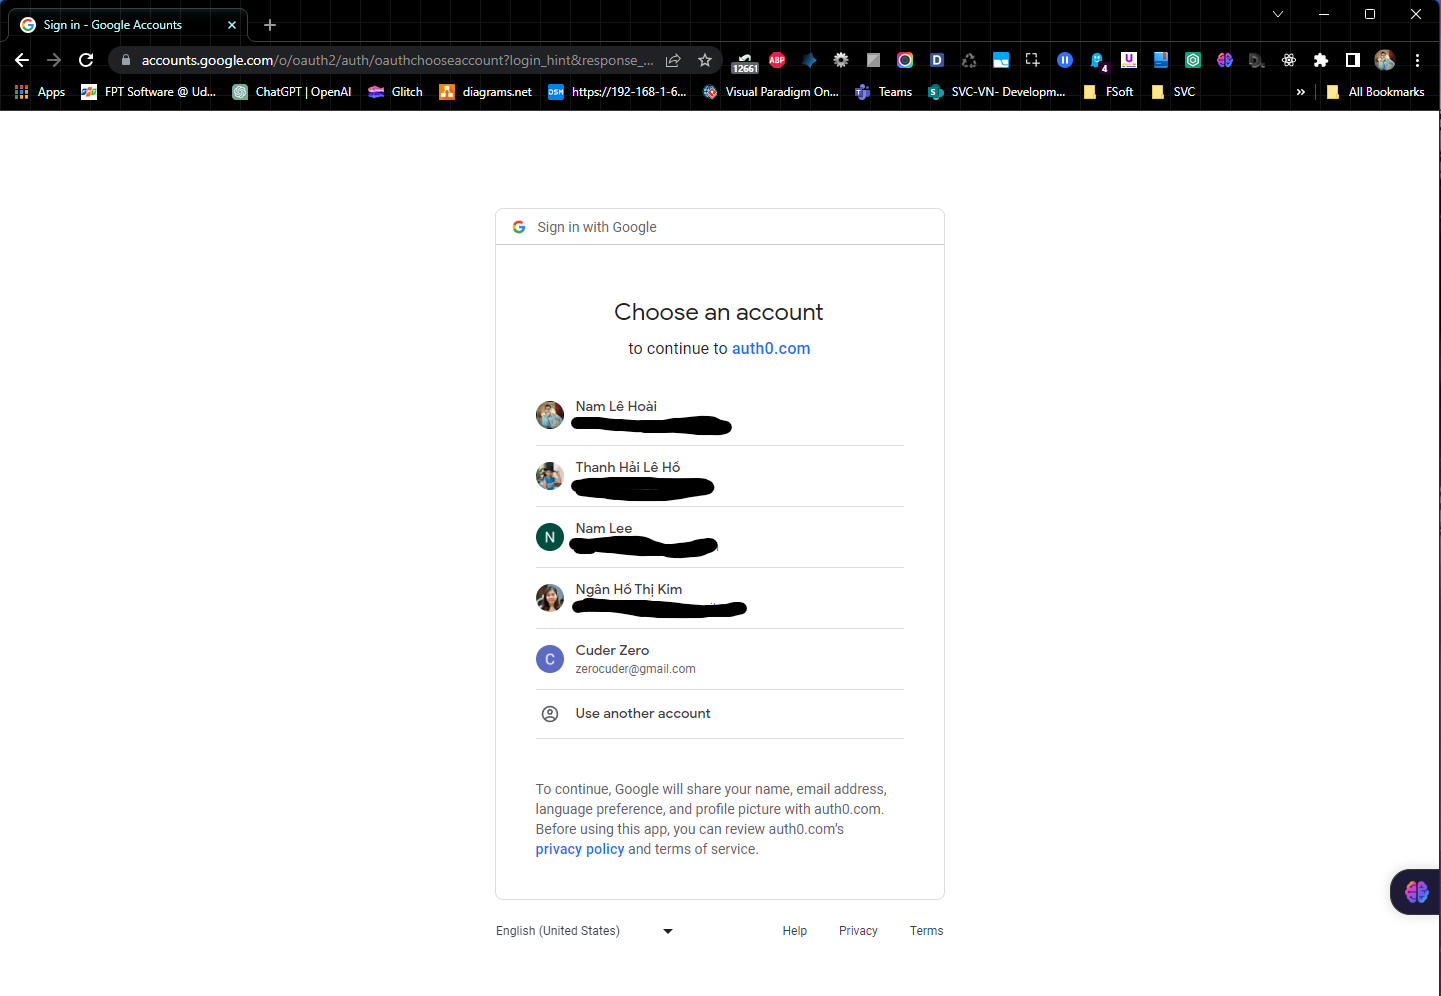 Sign in - Google Accounts
accounts.google.com/o/oauth2/auth/oauthchooseaccount?login_hint&response_...
12661
ABP
D
4
U
Apps
FPT Software @ Ud...
ChatGPT | OpenAI
Glitch
diagrams.net
DSM
https://192-168-1-6...
Visual Paradigm On...
Teams
SVC-VN- Developm...
FSoft
SVC
»
All Bookmarks
Sign in with Google
Choose an account
to continue to auth0.com
Nam Lê Hoài
Thanh Hải Lê Hồ
N
Nam Lee
Ngân Hồ Thị Kim
C
Cuder Zero
zerocuder@gmail.com
Use another account
To continue, Google will share your name, email address,
language preference, and profile picture with auth0.com.
Before using this app, you can review auth0.com's
privacy policy and terms of service.
English (United States)
Help
Privacy
Terms